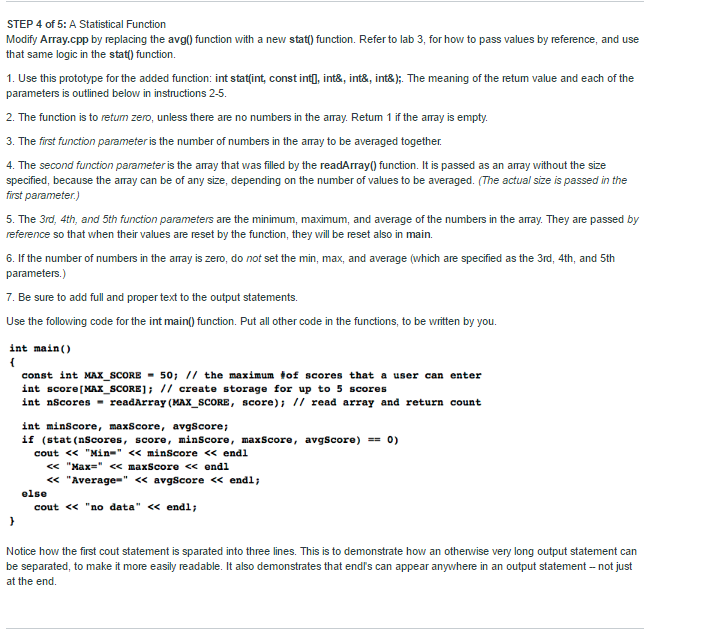 STEP 4 of 5: A Statistical Function
Modify Array.cpp by replacing the avg() function with a new stat() function. Refer to lab 3, for how to pass values by reference, and use
that same logic in the stat() function.
1. Use this prototype for the added function: int stat(int, const int[], int&, int&, int&);. The meaning of the return value and each of the
parameters is outlined below in instructions 2-5.
2. The function is to return zero, unless there are no numbers in the array. Return 1 if the array is empty.
3. The first function parameter is the number of numbers in the array to be averaged together.
4. The second function parameter is the array that was filled by the readArray() function. It is passed as an array without the size
specified, because the array can be of any size, depending on the number of values to be averaged. (The actual size is passed in the
first parameter.)
5. The 3rd, 4th, and 5th function parameters are the minimum, maximum, and average of the numbers in the array. They are passed by
reference so that when their values are reset by the function, they will be reset also in main.
6. If the number of numbers in the array is zero, do not set the min, max, and average (which are specified as the 3rd, 4th, and 5th
parameters.)
7. Be sure to add full and proper text to the output statements.
Use the following code for the int main() function. Put all other code in the functions, to be written by you.
int main()
{
const int MAX_SCORE = 50; // the maximum #of scores that a user can enter
int score[MAX_SCORE]; // create storage for up to 5 scores
int nScores = readArray(MAX_SCORE, score); // read array and return count
int minScore, maxScore, avgScore;
if (stat(nScores, score, minScore, maxScore, avgScore) == 0)
cout << "Min=" << minScore << endl
<< "Max=" << maxScore << endl
<< "Average=" << avgScore << endl;
else
cout << "no data" << endl;
}
Notice how the first cout statement is sparated into three lines. This is to demonstrate how an otherwise very long output statement can
be separated, to make it more easily readable. It also demonstrates that endl's can appear anywhere in an output statement -- not just
at the end.